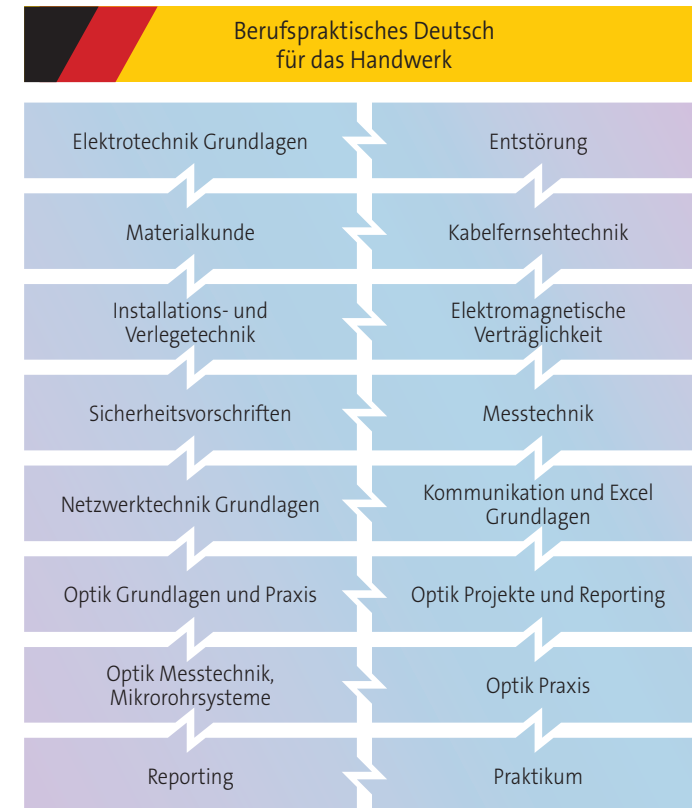 Berufspraktisches Deutsch
für das Handwerk
Elektrotechnik Grundlagen
Entstörung
Materialkunde
Kabelfernsehtechnik
Installations- und
Verlegetechnik
Elektromagnetische
Verträglichkeit
Sicherheitsvorschriften
Messtechnik
Netzwerktechnik Grundlagen
Kommunikation und Excel
Grundlagen
Optik Grundlagen und Praxis
Optik Projekte und Reporting
Optik Messtechnik,
Mikrorohrsysteme
Optik Praxis
Reporting
Praktikum